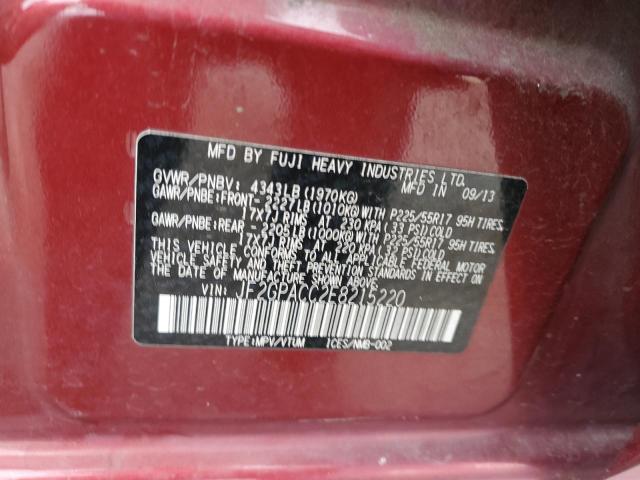 MFD BY FUJI HEAVY INDUSTRIES LTD.
MFD IN 09/13
GVWR/PNBV: 4343LB (1970KG)
GAWR/PNBE:FRONT-2227LB(1010KG)WITH P225/55R17 95H TIRES,
17X7J RIMS AT 230 KPA (33 PSI)COLD
GAWR/PNBE:REAR -2205LB(1000KG)WITH P225/55R17 95H TIRES,
17X7J RIMS AT 220 KPA( PSI)COLD
THIS VEHICLE CONFORMS TO ALL APPLICABLE FEDERAL MOTOR
VEHICLE SAFETY AND THEFT PREVENTION STANDARDS IN EFFECT ON
THE DATE OF MANUFACTURE SHOWN ABOVE.
VIN: JF2GPACC2E8215220
TYPE:MPV/VTUM ICES/NMB-002